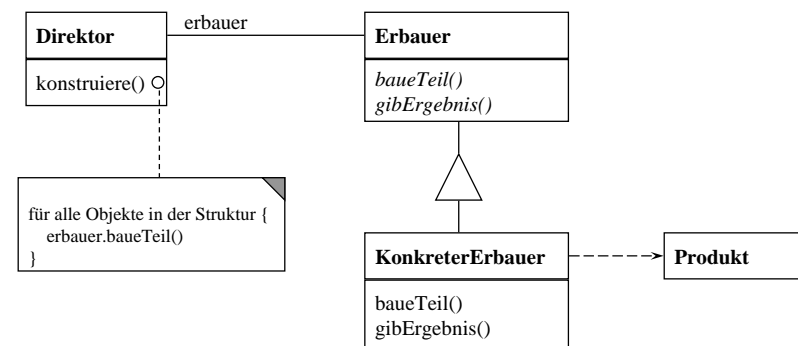 Direktor
erbauer
Erbauer
konstruiere()
baueTeil()
gibErgebnis()
für alle Objekte in der Struktur {
erbauer.baueTeil()
}
KonkreterErbauer
Produkt
baueTeil()
gibErgebnis()